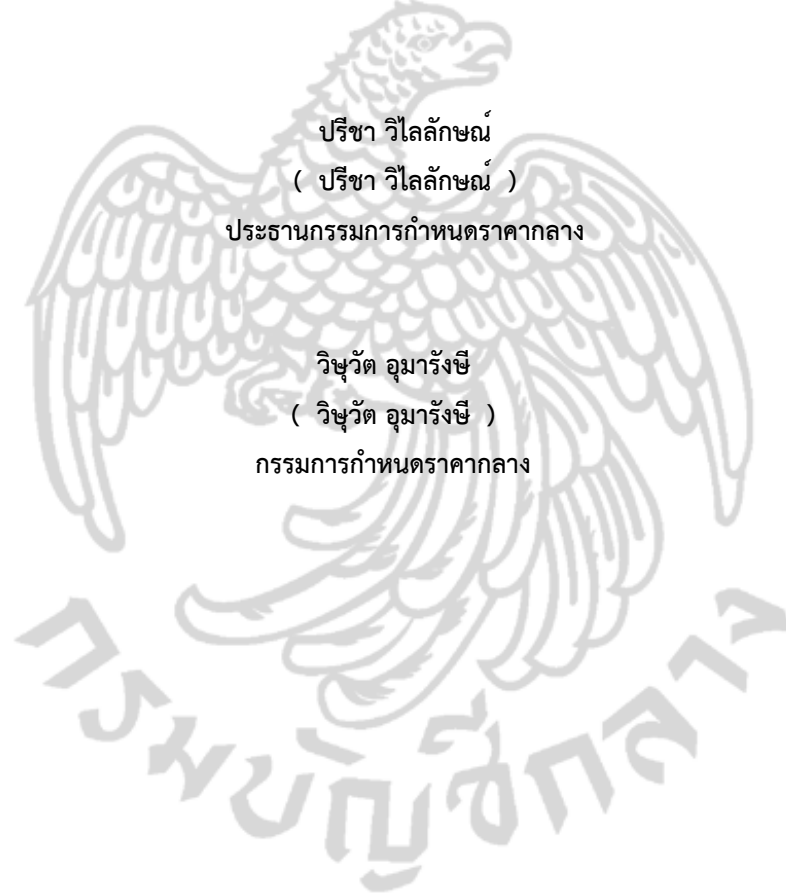 ปรีชา วิไลลักษณ์
( ปรีชา วิไลลักษณ์ )
ประธานกรรมการกำหนดราคากลาง
วิษุวัต อุมารังษี
( วิษุวัต อุมารังษี )
กรรมการกำหนดราคากลาง
กรมบัญชีกลาง